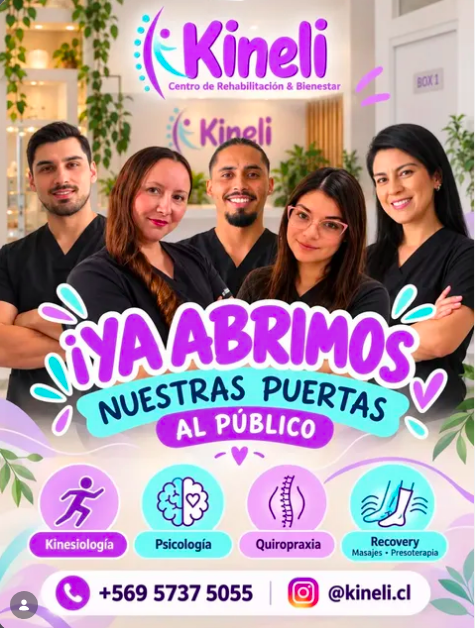 Kineli
Centro de Rehabilitación & Bienestar
Kineli
BOX 1
¡YA ABRIMOS
NUESTRAS PUERTAS
AL PÚBLICO
Kinesiología
Psicología
Quiropraxia
Recovery
Masajes • Presoterapia
+569 5737 5055
@kineli.cl